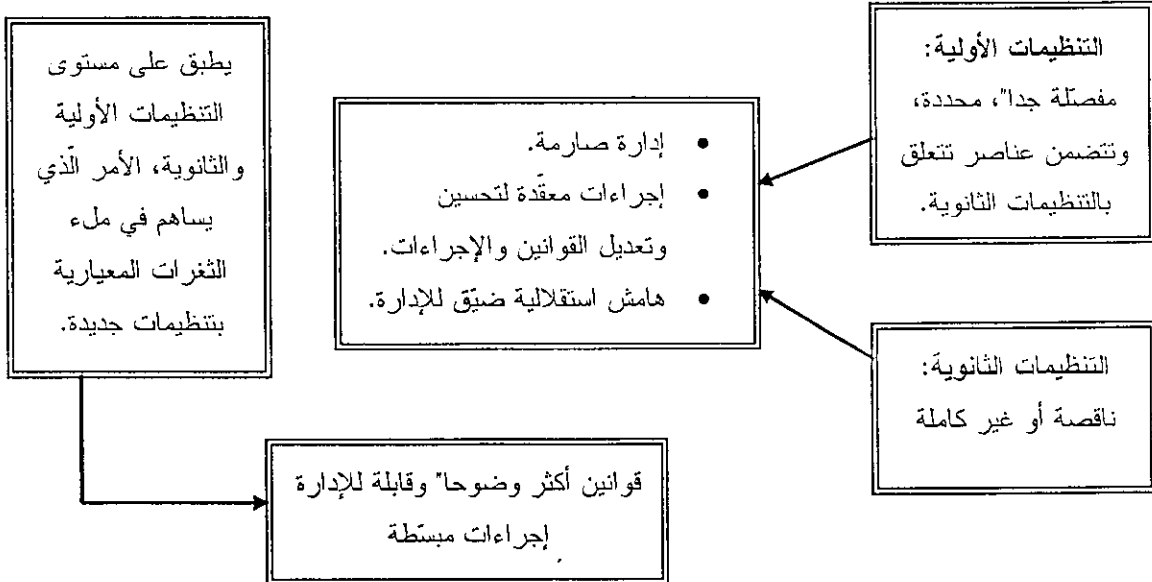 التنظيمات الأولية:
مفصّلة جدا"، محددة،
وتتضمن عناصر تتعلق
بالتنظيمات الثانوية.
التنظيمات الثانوية:
ناقصة أو غير كاملة
• إدارة صارمة.
• إجراءات معقّدة لتحسين
وتعديل القوانين والإجراءات.
• هامش استقلالية ضيّق للإدارة.
يطبق على مستوى
التنظيمات الأولية
والثانوية، الأمر الّذي
يساهم في ملء
الثغرات المعيارية
بتنظيمات جديدة.
قوانين أكثر وضوحا" وقابلة للإدارة
إجراءات مبسّطة